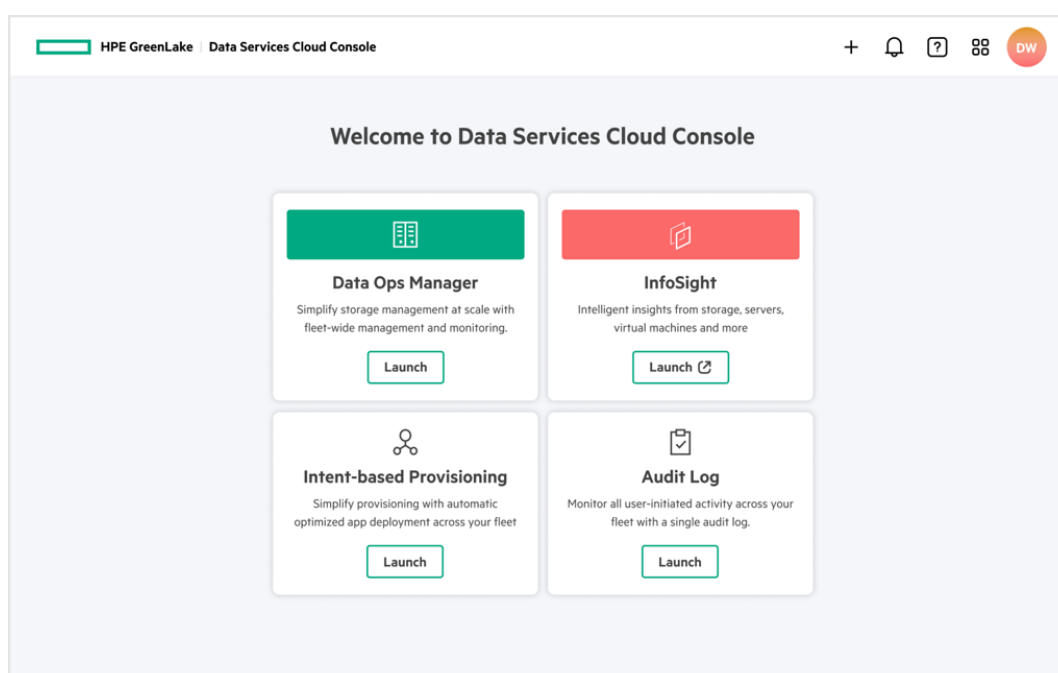 HPE GreenLake Data Services Cloud Console
? DW
Welcome to Data Services Cloud Console
Data Ops Manager
Simplify storage management at scale with
fleet-wide management and monitoring.
Launch
InfoSight
Intelligent insights from storage, servers,
virtual machines and more
Launch
Intent-based Provisioning
Simplify provisioning with automatic
optimized app deployment across your fleet
Launch
Audit Log
Monitor all user-initiated activity across your
fleet with a single audit log.
Launch